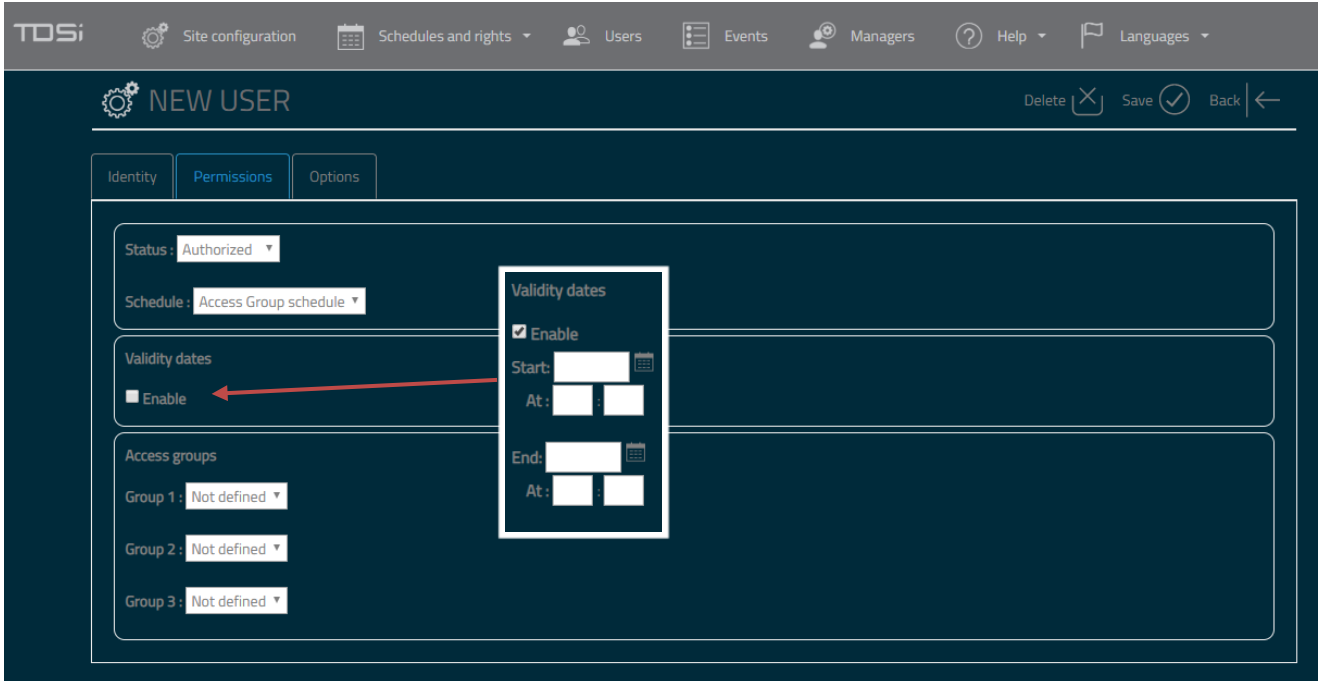 TDSi Site configuration Schedules and rights Users Events Managers Help Languages
NEW USER Delete Save Back
Identity Permissions Options
Status : Authorized
Schedule : Access Group schedule
Validity dates
Enable
Access groups
Group 1 : Not defined
Group 2 : Not defined
Group 3 : Not defined
Validity dates
Enable
Start:
At : :
End:
At : :